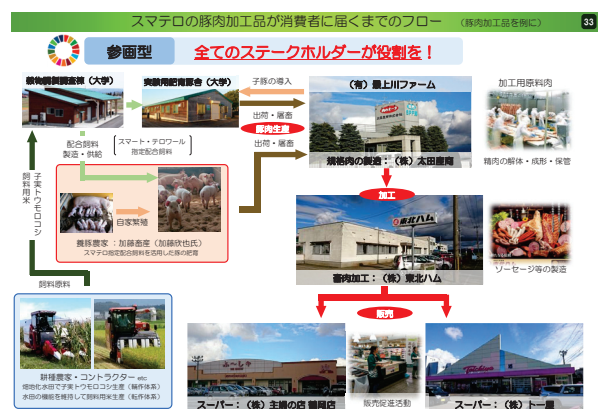 スマテロの豚肉加工品が消費者に届くまでのフロー （豚肉加工品を例に）
33
参画型
全てのステークホルダーが役割を！
穀物調製調査棟（大学）
実験用肥育豚舎（大学）
子豚の導入
（有）最上川ファーム
加工用原料肉
出荷・屠畜
豚肉生産
出荷・屠畜
配合飼料
製造・供給
スマート・テロワール
指定配合飼料
規格肉の製造：（株）太田産商
精肉の解体・成形・保管
子実トウモロコシ
飼料用米
自家繁殖
養豚農家：加藤畜産（加藤欣也氏）
スマテロ指定配合飼料を活用した豚の肥育
加工
東北ハム
畜肉加工：（株）東北ハム
ソーセージ等の製造
飼料原料
販売
耕種農家・コントラクター etc
畑地化水田で子実トウモロコシ生産（輪作体系）
水田の機能を維持して飼料用米生産（転作体系）
スーパー：（株）主婦の店 鶴岡店
販売促進活動
スーパー：（株）ト一屋